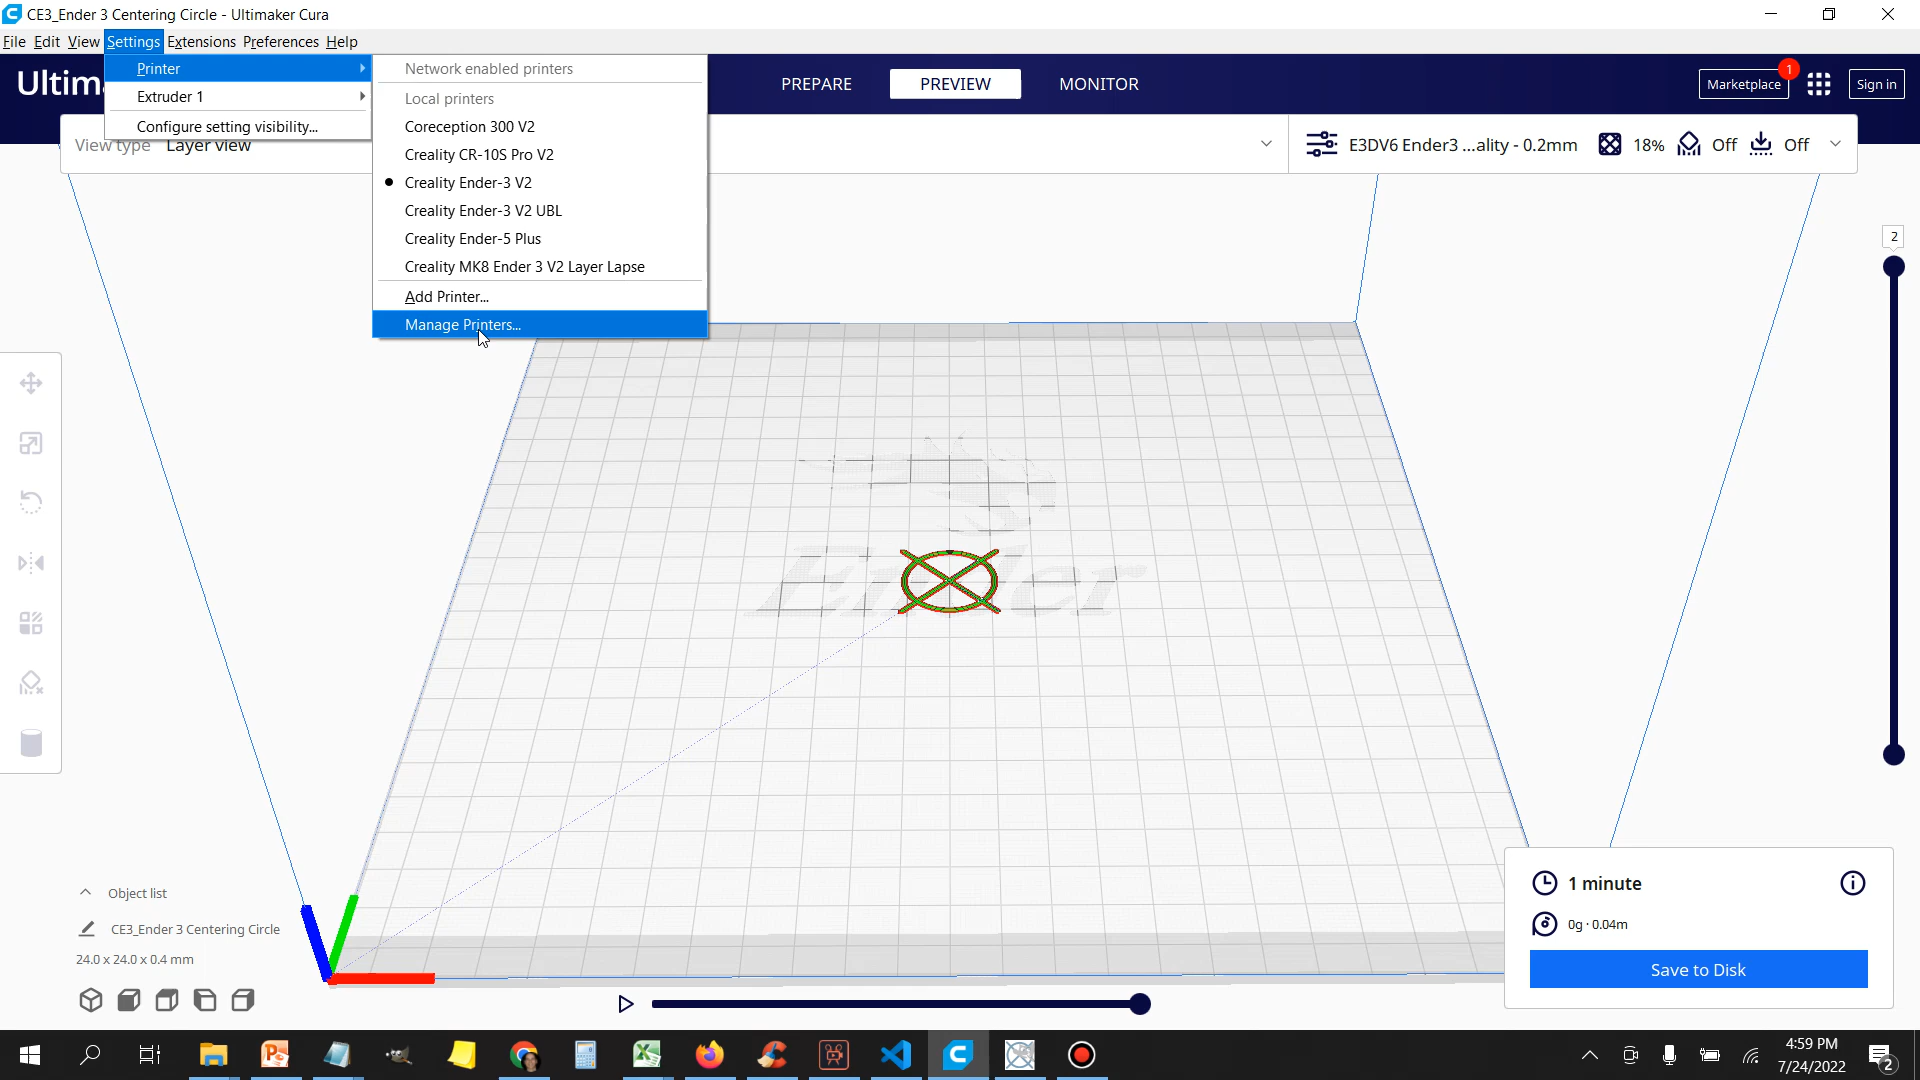 CE3_Ender 3 Centering Circle - Ultimaker Cura
File Edit View Settings Extensions Preferences Help
Printer
Extruder 1
Configure setting visibility...
Network enabled printers
Local printers
Coreception 300 V2
Creality CR-10S Pro V2
Creality Ender-3 V2
Creality Ender-3 V2 UBL
Creality Ender-5 Plus
Creality MK8 Ender 3 V2 Layer Lapse
Add Printer...
Manage Printers...
Ultim
PREPARE
PREVIEW
MONITOR
Marketplace
1
Sign in
View type Layer view
E3DV6 Ender3 ...ality - 0.2mm
18%
Off
Off
2
Ender
Object list
CE3_Ender 3 Centering Circle
24.0 x 24.0 x 0.4 mm
1 minute
0g · 0.04m
Save to Disk
4:59 PM
7/24/2022
2